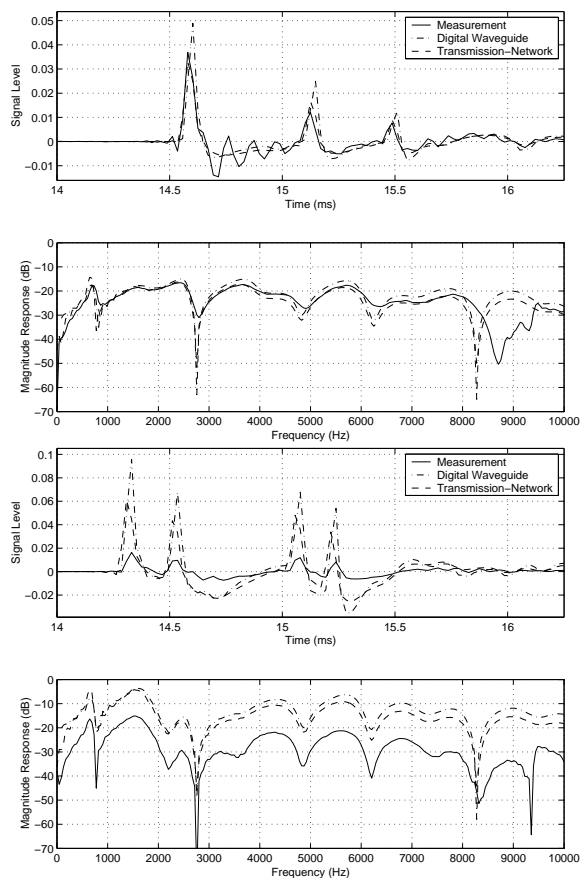 0.05
0.04
0.03
0.02
0.01
0
−0.01
Signal Level
Measurement
Digital Waveguide
Transmission−Network
14 14.5 15 15.5 16
Time (ms)
0
−10
−20
−30
−40
−50
−60
−70
Magnitude Response (dB)
0 1000 2000 3000 4000 5000 6000 7000 8000 9000 10000
Frequency (Hz)
0.1
0.08
0.06
0.04
0.02
0
−0.02
Signal Level
Measurement
Digital Waveguide
Transmission−Network
14 14.5 15 15.5 16
Time (ms)
0
−10
−20
−30
−40
−50
−60
−70
Magnitude Response (dB)
0 1000 2000 3000 4000 5000 6000 7000 8000 9000 10000
Frequency (Hz)